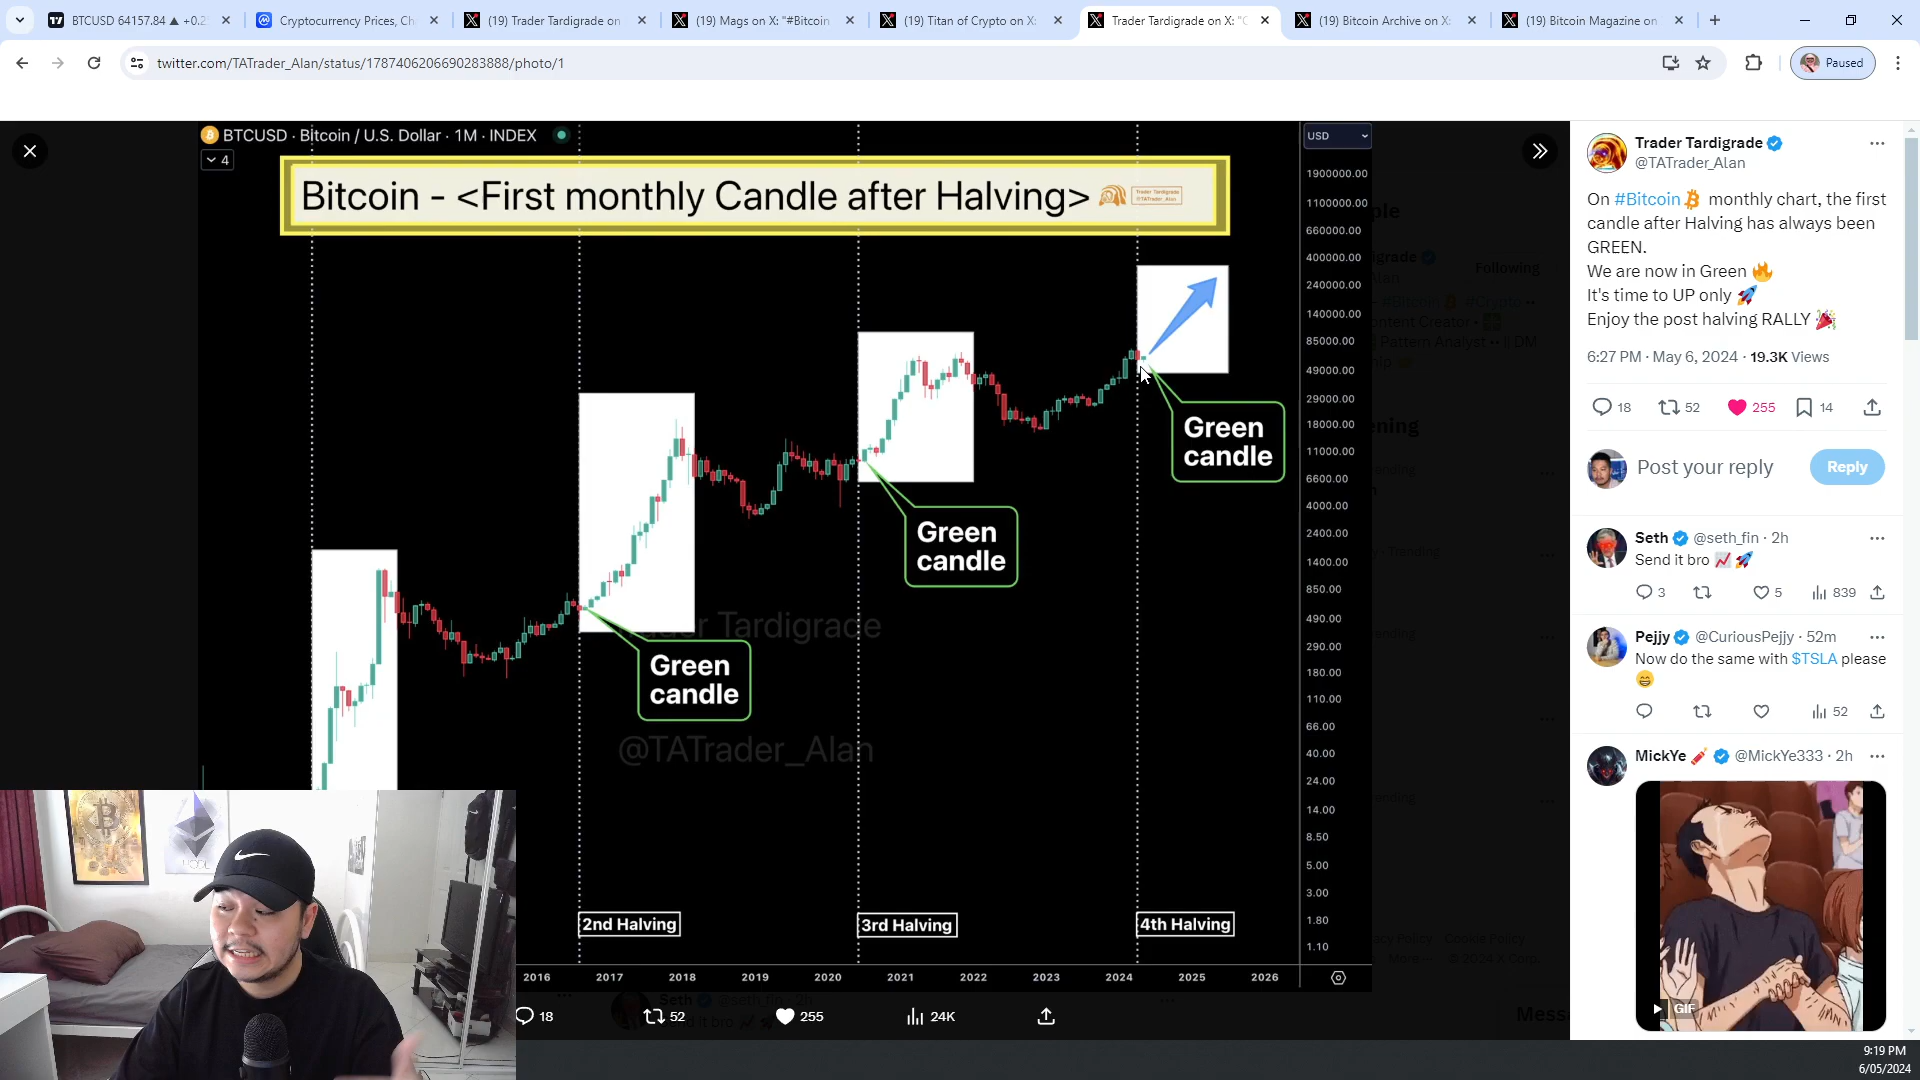 BTCUSD 64157.84 ▲ +0.2
Cryptocurrency Prices, Ch
(19) Trader Tardigrade on
(19) Mags on X: "#Bitcoin
(19) Titan of Crypto on X:
Trader Tardigrade on X: "C
(19) Bitcoin Archive on X:
(19) Bitcoin Magazine on
twitter.com/TATrader_Alan/status/1787406206690283888/photo/1
Paused
BTCUSD · Bitcoin / U.S. Dollar · 1M · INDEX
4
Bitcoin - <First monthly Candle after Halving>
Trader Tardigrade
@TATrader_Alan
Green
candle
Green
candle
Green
candle
Tardigrade
@TATrader_Alan
2nd Halving
3rd Halving
4th Halving
2016 2017 2018 2019 2020 2021 2022 2023 2024 2025 2026
USD
1900000.00
1100000.00
660000.00
400000.00
240000.00
140000.00
85000.00
49000.00
29000.00
18000.00
11000.00
6600.00
4000.00
2400.00
1400.00
850.00
490.00
290.00
180.00
110.00
66.00
40.00
24.00
14.00
8.50
5.00
3.00
1.80
1.10
Following
18 52 255 24K
Trader Tardigrade
@TATrader_Alan
On #Bitcoin monthly chart, the first
candle after Halving has always been
GREEN.
We are now in Green 🔥
It's time to UP only 🚀
Enjoy the post halving RALLY 🎉
6:27 PM · May 6, 2024 · 19.3K Views
18 52 255 14
Post your reply
Reply
Seth @seth_fin · 2h
Send it bro 📈 🚀
3 5 839
Pejjy @CuriousPejjy · 52m
Now do the same with $TSLA please
😁
52
MickYe 🧨 @MickYe333 · 2h
GIF
9:19 PM
6/05/2024